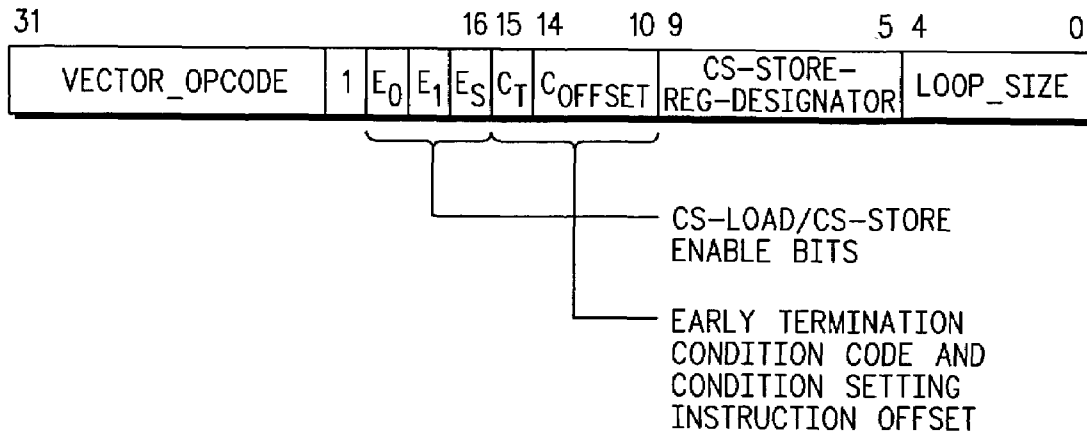 31 16 15 14 10 9 5 4 0
VECTOR_OPCODE 1 E0 E1 ES CT COFFSET CS-STORE-REG-DESIGNATOR LOOP_SIZE
CS-LOAD/CS-STORE
ENABLE BITS
EARLY TERMINATION
CONDITION CODE AND
CONDITION SETTING
INSTRUCTION OFFSET